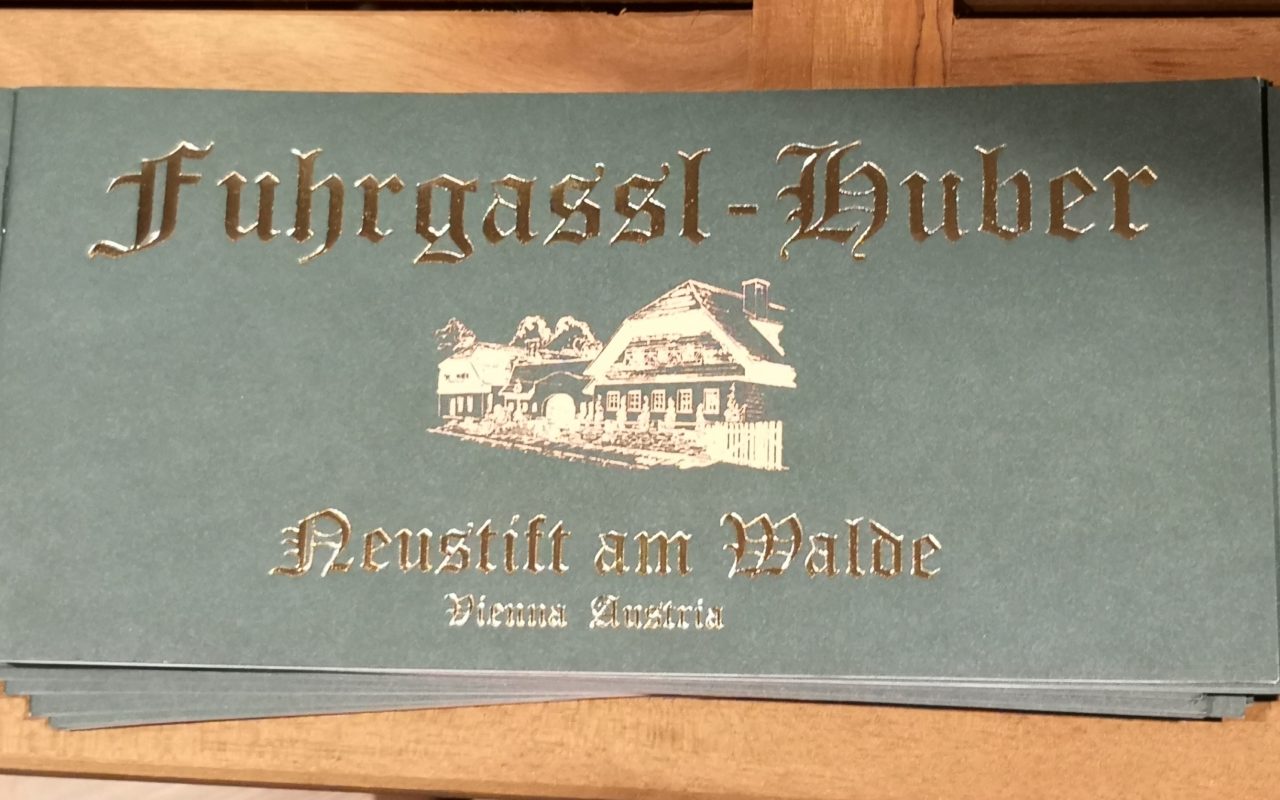 Fuhrgassl-Huber
Neustift am Walde
Vienna Austria